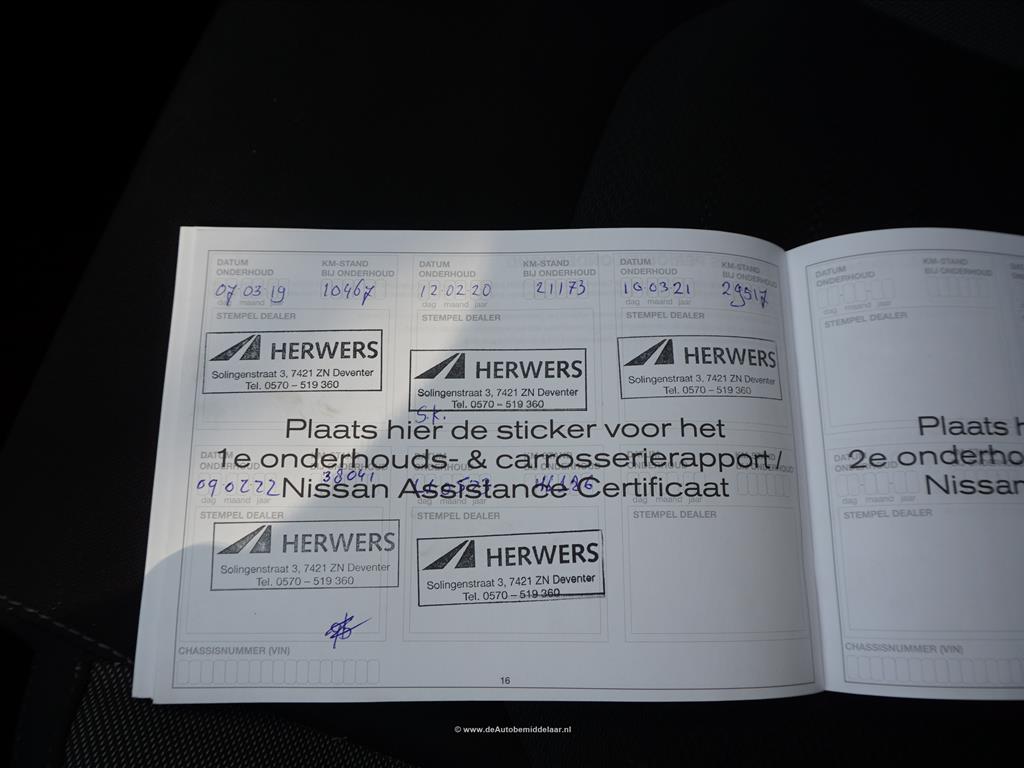 DATUM ONDERHOUD
KM-STAND BIJ ONDERHOUD
DATUM ONDERHOUD
KM-STAND BIJ ONDERHOUD
DATUM ONDERHOUD
KM-STAND BIJ ONDERHOUD
DATUM ONDERHOUD
KM-STAND BIJ ONDERHOUD
07 03 19
10467
12 02 20
21173
10 03 21
29517
dag maand jaar
dag maand jaar
dag maand jaar
dag maand jaar
STEMPEL DEALER
STEMPEL DEALER
STEMPEL DEALER
STEMPEL DEALER
HERWERS
Solingenstraat 3, 7421 ZN Deventer
Tel. 0570 – 519 360
HERWERS
Solingenstraat 3, 7421 ZN Deventer
Tel. 0570 – 519 360
HERWERS
Solingenstraat 3, 7421 ZN Deventer
Tel. 0570 – 519 360
Plaats hier de sticker voor het
1e onderhouds- & carrosserierapport /
Nissan Assistance Certificaat
Plaats
2e
Nissan
09 02 22
38041
dag maand jaar
STEMPEL DEALER
STEMPEL DEALER
STEMPEL DEALER
STEMPEL DEALER
HERWERS
Solingenstraat 3, 7421 ZN Deventer
Tel. 0570 – 519 360
HERWERS
Solingenstraat 3, 7421 ZN Deventer
Tel. 0570 – 519 360
CHASSISNUMMER (VIN)
CHASSISNUMMER (VIN)
16
© www.deAutobemiddelaar.nl